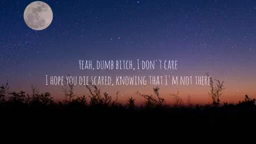 YEAH, DUMB BITCH, I DON'T CARE
I HOPE YOU DIE SCARED, KNOWING THAT I'M NOT THERE